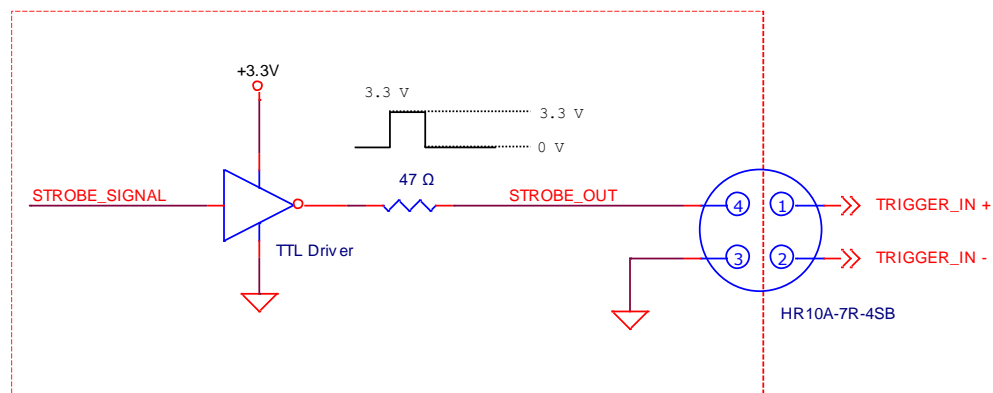 +3.3V
3.3 V
3.3 V
0 V
47 Ω
STROBE_SIGNAL
STROBE_OUT
TTL Driver
4
1
TRIGGER_IN +
3
2
TRIGGER_IN -
HR10A-7R-4SB